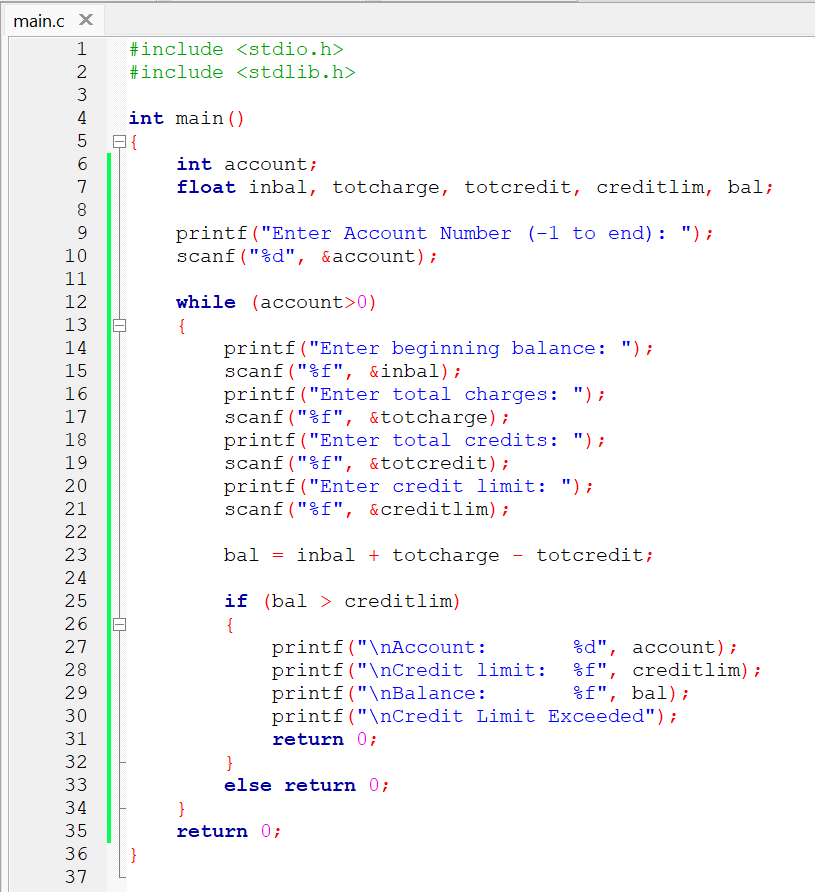 main.c
1 #include <stdio.h>
2 #include <stdlib.h>
3
4 int main()
5 {
6     int account;
7     float inbal, totcharge, totcredit, creditlim, bal;
8
9     printf("Enter Account Number (-1 to end): ");
10     scanf("%d", &account);
11
12     while (account>0)
13     {
14         printf("Enter beginning balance: ");
15         scanf("%f", &inbal);
16         printf("Enter total charges: ");
17         scanf("%f", &totcharge);
18         printf("Enter total credits: ");
19         scanf("%f", &totcredit);
20         printf("Enter credit limit: ");
21         scanf("%f", &creditlim);
22
23         bal = inbal + totcharge - totcredit;
24
25         if (bal > creditlim)
26         {
27             printf("\nAccount:       %d", account);
28             printf("\nCredit limit:  %f", creditlim);
29             printf("\nBalance:       %f", bal);
30             printf("\nCredit Limit Exceeded");
31             return 0;
32         }
33         else return 0;
34     }
35     return 0;
36 }
37